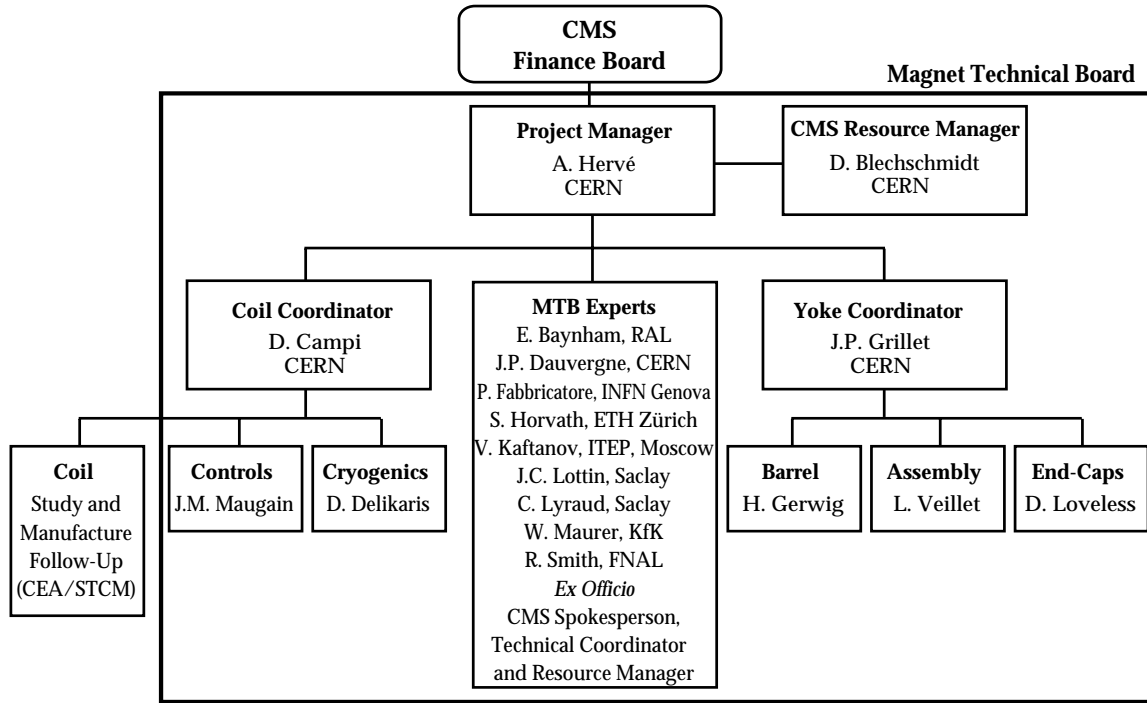 CMS
Finance Board
Magnet Technical Board
Project Manager
A. Hervé
CERN
CMS Resource Manager
D. Blechschmidt
CERN
Coil Coordinator
D. Campi
CERN
MTB Experts
E. Baynham, RAL
J.P. Dauvergne, CERN
P. Fabbricatore, INFN Genova
S. Horvath, ETH Zürich
V. Kaftanov, ITEP, Moscow
J.C. Lottin, Saclay
C. Lyraud, Saclay
W. Maurer, KfK
R. Smith, FNAL
Ex Officio
CMS Spokesperson,
Technical Coordinator
and Resource Manager
Yoke Coordinator
J.P. Grillet
CERN
Coil
Study and
Manufacture
Follow-Up
(CEA/STCM)
Controls
J.M. Maugain
Cryogenics
D. Delikaris
Barrel
H. Gerwig
Assembly
L. Veillet
End-Caps
D. Loveless